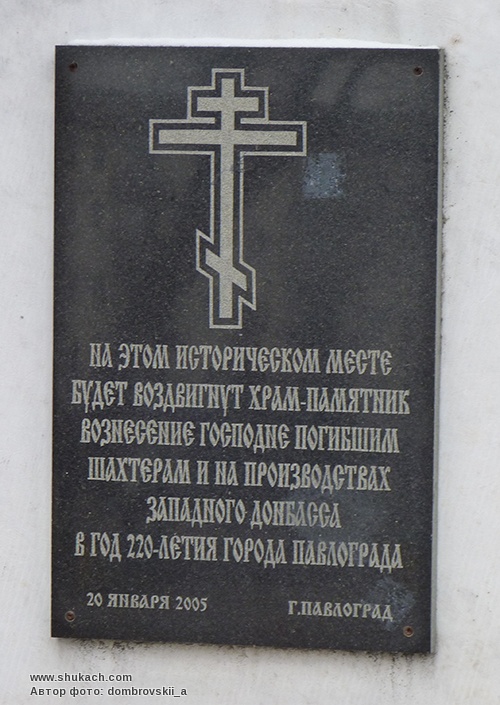 НА ЭТОМ ИСТОРИЧЕСКОМ МЕСТЕ
БУДЕТ ВОЗДВИГНУТ ХРАМ-ПАМЯТНИК
ВОЗНЕСЕНИЕ ГОСПОДНЕ ПОГИБШИМ
ШАХТЕРАМ И НА ПРОИЗВОДСТВАХ
ЗАПАДНОГО ДОНБАССА
В ГОД 220-ЛЕТИЯ ГОРОДА ПАВЛОГРАДА
20 ЯНВАРЯ 2005 Г.ПАВЛОГРАД
www.shukach.com
Автор фото: dombrovskii_a